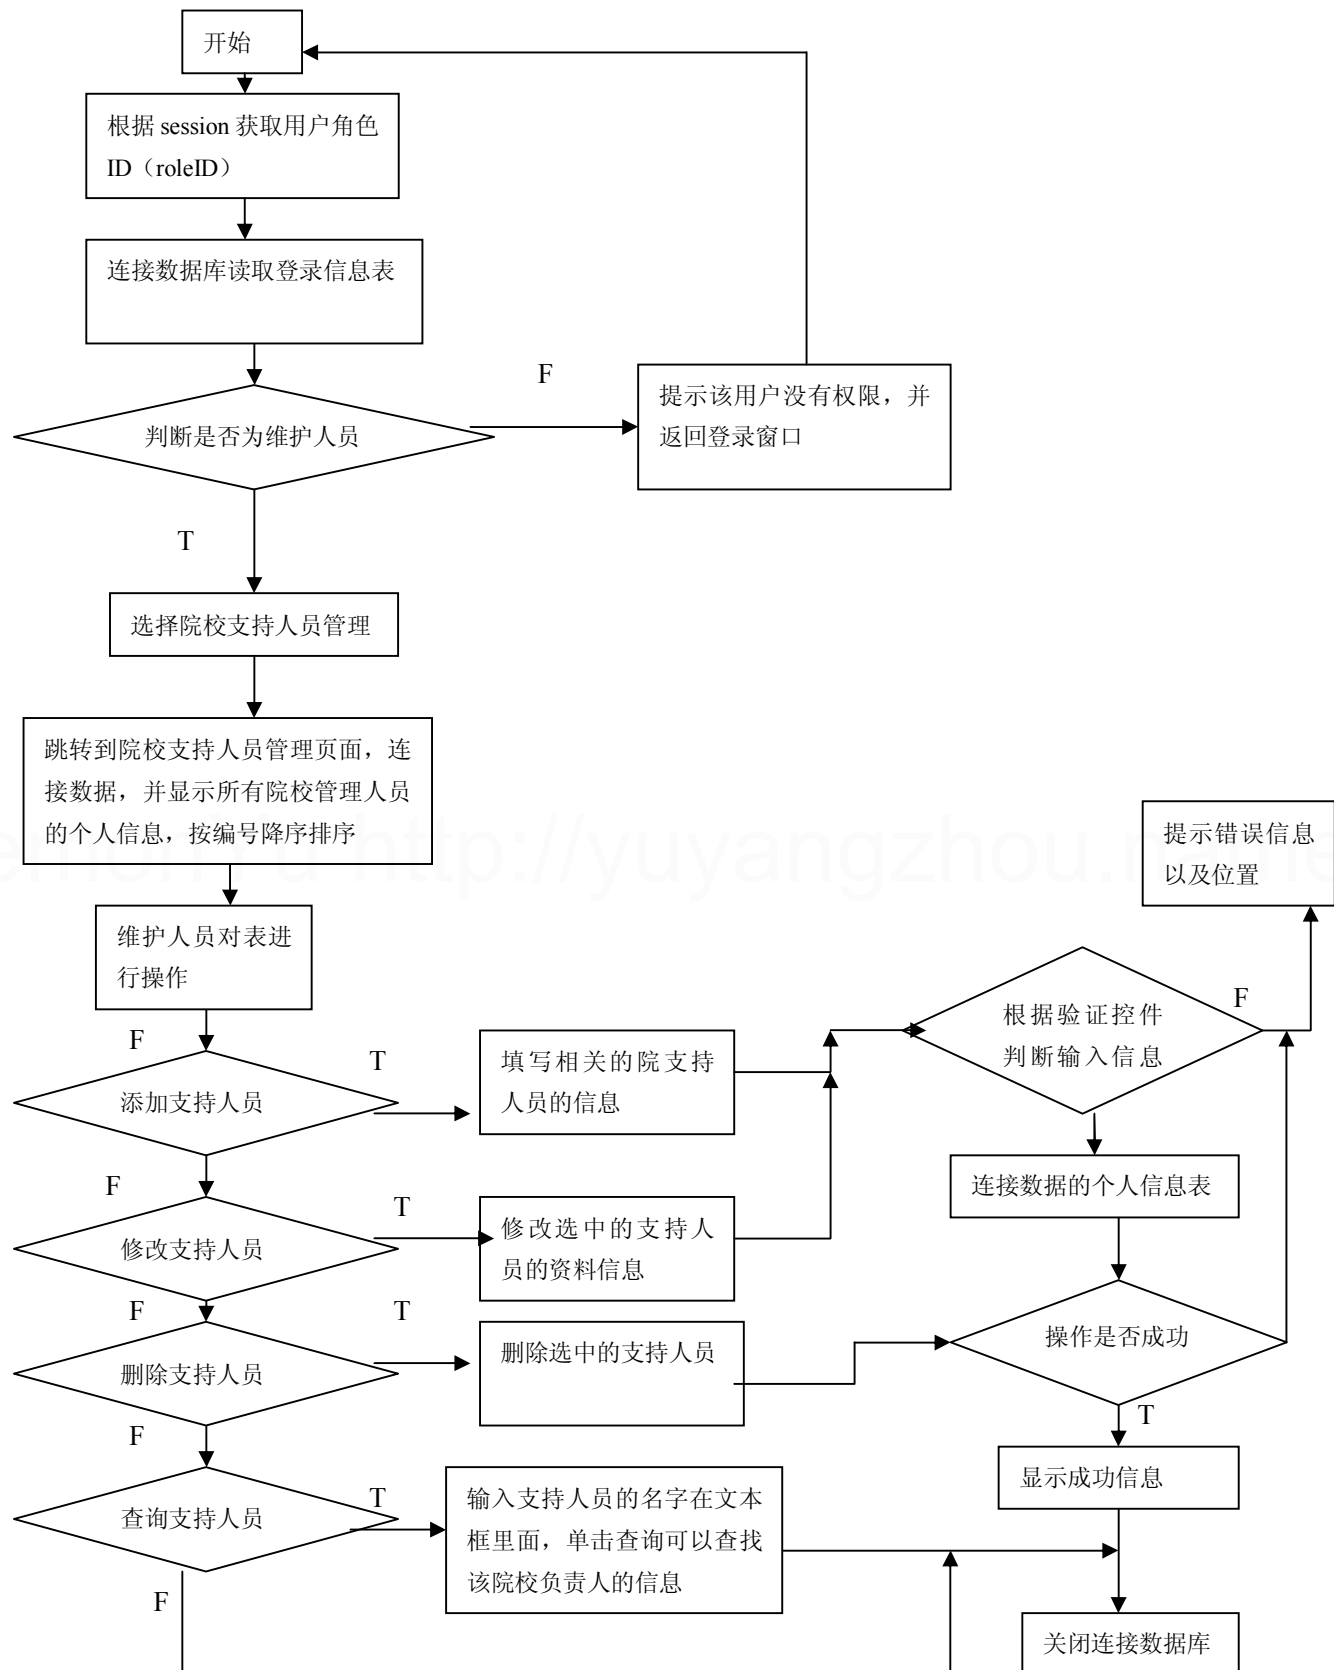 开始
根据 session 获取用户角色
ID（roleID）
连接数据库读取登录信息表
F
提示该用户没有权限，并
返回登录窗口
判断是否为维护人员
T
选择院校支持人员管理
跳转到院校支持人员管理页面，连
接数据，并显示所有院校管理人员
的个人信息，按编号降序排序
http://yuyangzhou.name
提示错误信息
以及位置
维护人员对表进
行操作
F
根据验证控件
判断输入信息
F
T
填写相关的院支持
人员的信息
添加支持人员
F
连接数据的个人信息表
T
修改选中的支持人
员的资料信息
修改支持人员
F
T
操作是否成功
删除选中的支持人员
删除支持人员
T
F
显示成功信息
T
输入支持人员的名字在文本
框里面，单击查询可以查找
该院校负责人的信息
查询支持人员
F
关闭连接数据库